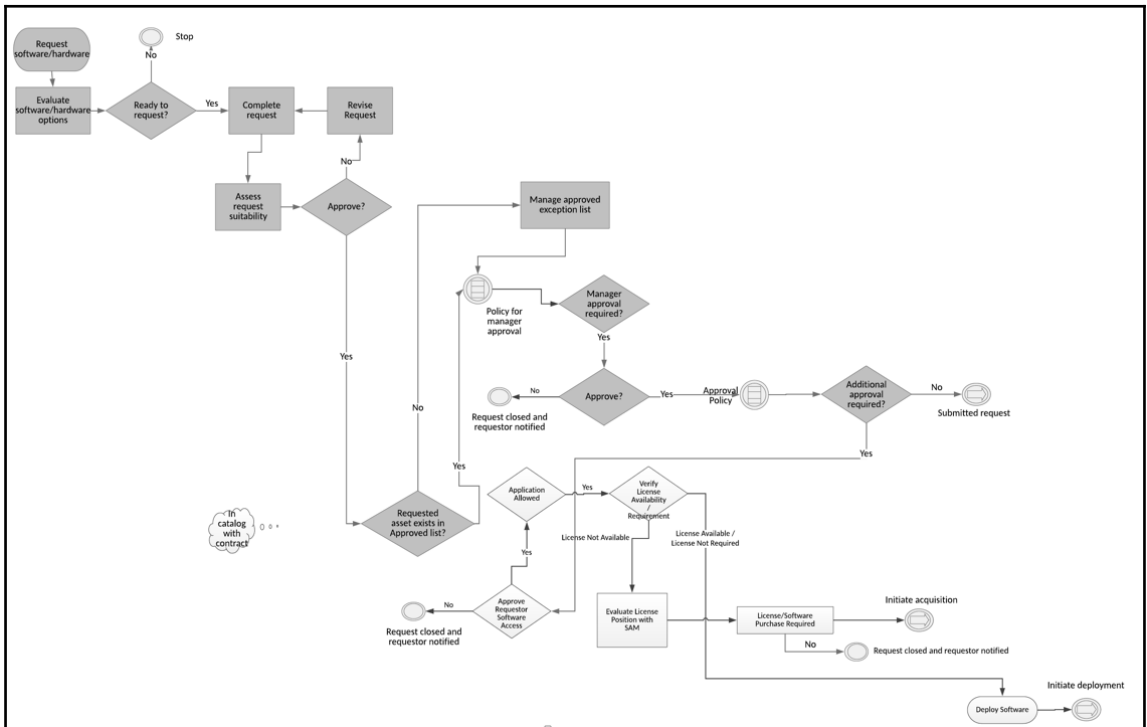 Request
software/hardware
Stop
No
Evaluate
software/hardware
options
Ready to
request?
Yes
Complete
request
Revise
Request
No
Assess
request
suitability
Approve?
Manage approved
exception list
Policy for
manager
approval
Manager
approval
required?
Yes
Yes
No
Approve?
Yes
Approval
Policy
Additional
approval
required?
No
Submitted request
Request closed and
requestor notified
No
Yes
Yes
In
catalog
with
contract
Requested
asset exists in
Approved list?
Application
Allowed
Yes
Verify
License
Availability
/
Requirement
License Not Available
License Available /
License Not Required
Yes
Approve
Requestor
Software
Access
No
Request closed and
requestor notified
Evaluate License
Position with
SAM
License/Software
Purchase Required
Initiate acquisition
No
Request closed and requestor notified
Deploy Software
Initiate deployment